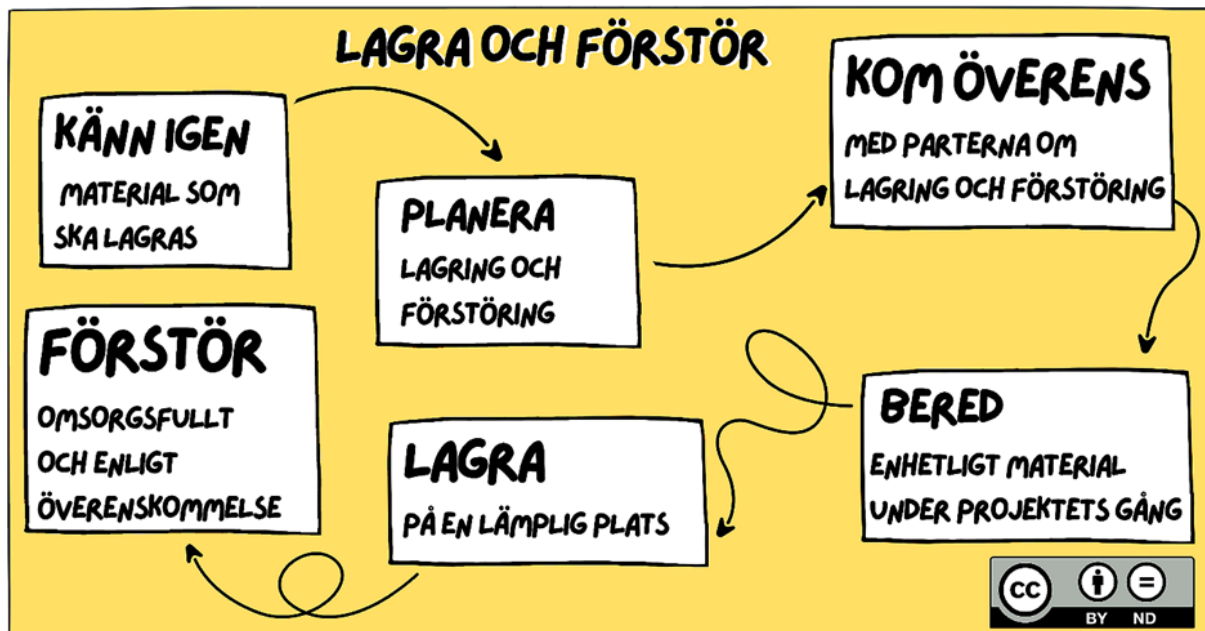 LAGRA OCH FÖRSTÖR
KÄNN IGEN
MATERIAL SOM
SKA LAGRAS
PLANERA
LAGRING OCH
FÖRSTÖRING
KOM ÖVERENS
MED PARTERNA OM
LAGRING OCH FÖRSTÖRING
BERED
ENHETLIGT MATERIAL
UNDER PROJEKTETS GÅNG
LAGRA
PÅ EN LÄMPLIG PLATS
FÖRSTÖR
OMSORGSFULLT
OCH ENLIGT
ÖVERENSKOMMELSE
CC
BY ND